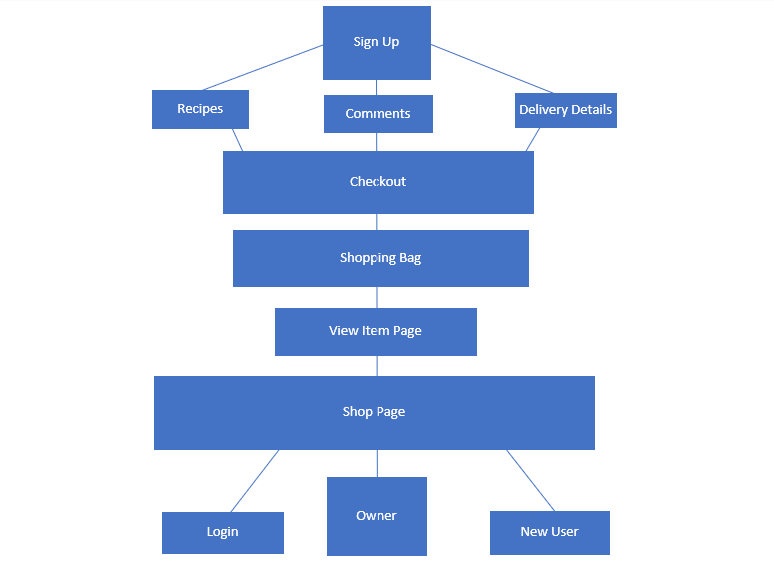 Sign Up
Recipes
Comments
Delivery Details
Checkout
Shopping Bag
View Item Page
Shop Page
Login
Owner
New User